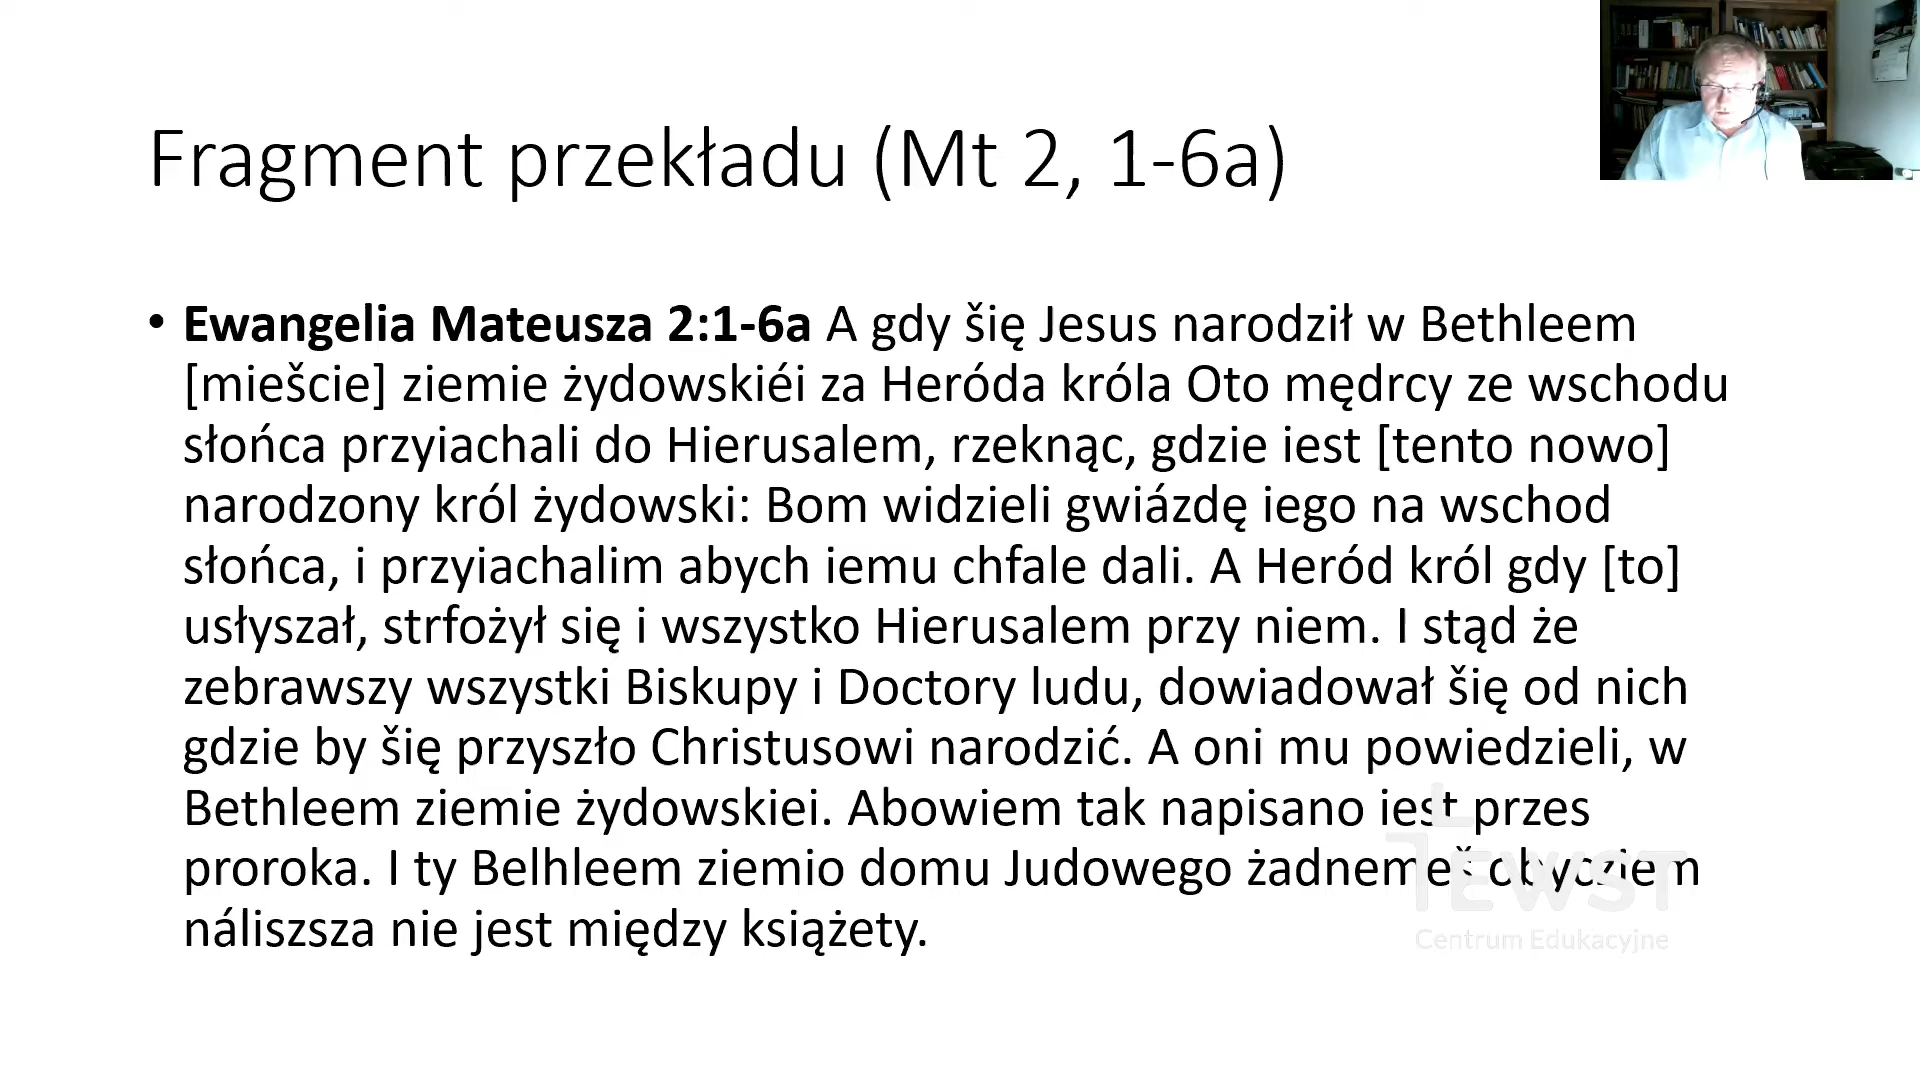 Fragment przekładu (Mt 2, 1-6a)
• Ewangelia Mateusza 2:1-6a A gdy šię Jesus narodził w Bethleem
[miešcie] ziemie żydowskiéi za Heróda króla Oto mędrcy ze wschodu
słońca przyiachali do Hierusalem, rzeknąc, gdzie iest [tento nowo]
narodzony król żydowski: Bom widzieli gwiázdę iego na wschod
słońca, i przyiachalim abych iemu chfale dali. A Heród król gdy [to]
usłyszał, strfożył się i wszystko Hierusalem przy niem. I stąd że
zebrawszy wszystki Biskupy i Doctory ludu, dowiadował šię od nich
gdzie by šię przyszło Christusowi narodzić. A oni mu powiedzieli, w
Bethleem ziemie żydowskiei. Abowiem tak napisano iest przes
proroka. I ty Belhleem ziemio domu Judowego żadnemeš obyciem
náliszsza nie jest między książety.
EWST
Centrum Edukacyjne